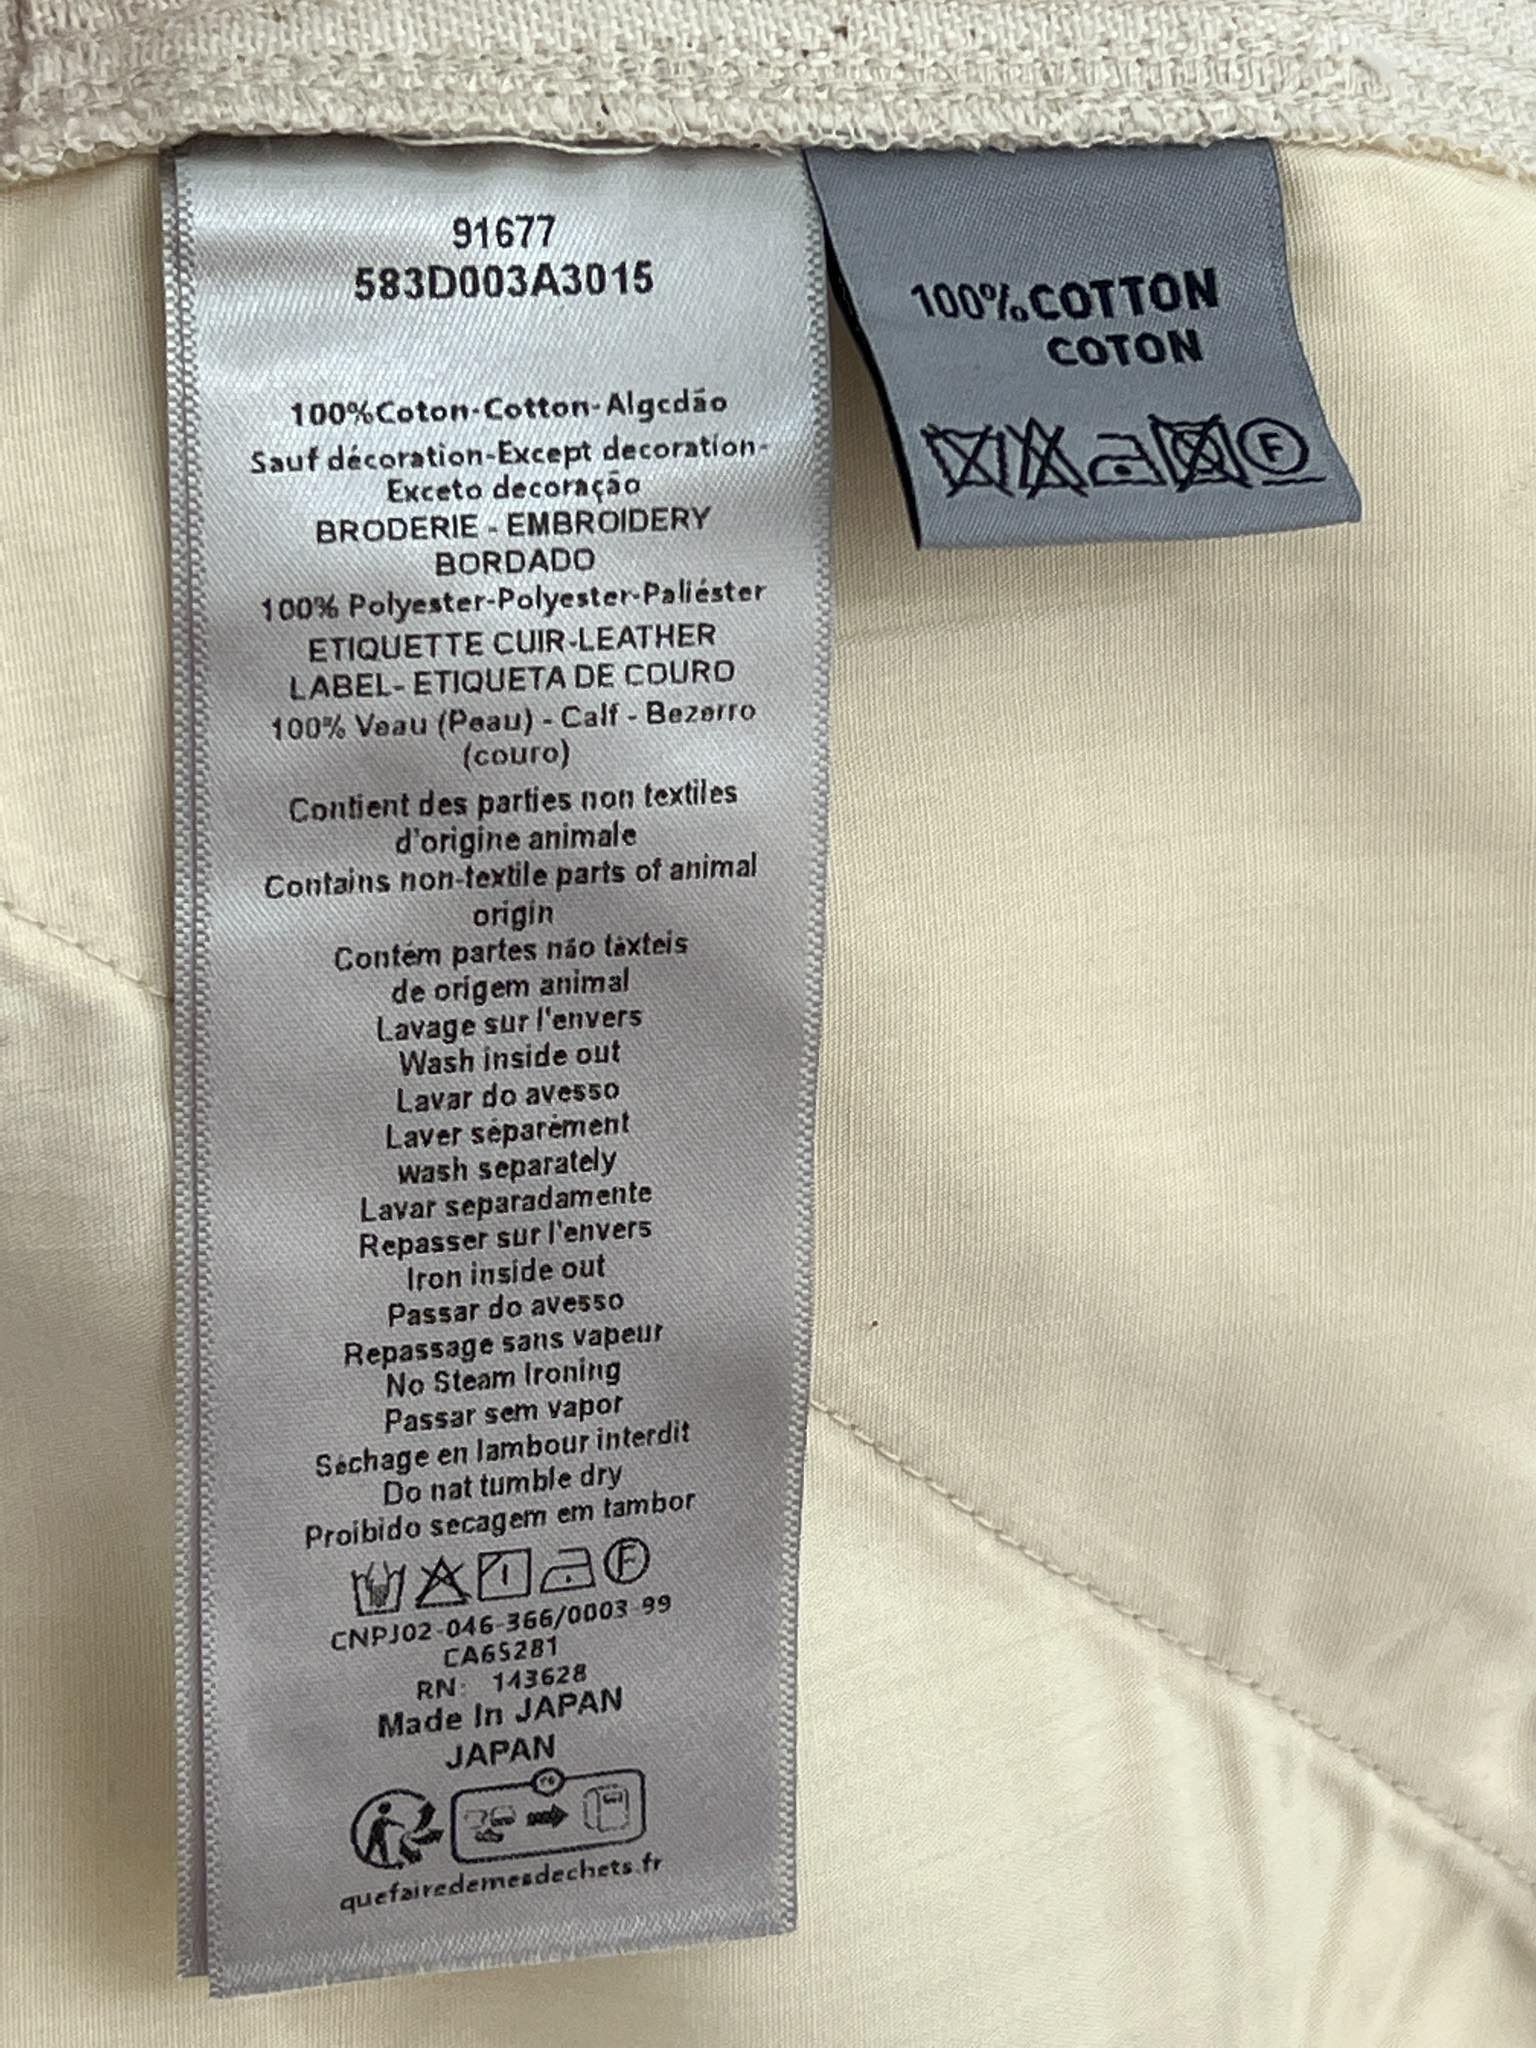 91677
583D003A3015
100%Coton-Cotton-Algcdão
Sauf décoration-Except decoration-
Exceto decoração
BRODERIE - EMBROIDERY
BORDADO
100% Polyester-Polyester-Paliéster
ETIQUETTE CUIR-LEATHER
LABEL- ETIQUETA DE COURO
100% Veau (Peau) - Calf - Bezerro
(couro)
Contient des parties non textiles
d'origine animale
Contains non-textile parts of animal
origin
Contém partes não tèxteis
de origem animal
Lavage sur l'envers
Wash inside out
Lavar do avesso
Laver séparément
wash separately
Lavar separadamente
Repasser sur l'envers
Iron inside out
Passar do avesso
Repassage sans vapeur
No Steam Ironing
Passar sem vapor
Séchage en lambour interdit
Do nat tumble dry
Proibido secagem em tambor
F
CNPJ02-046-366/0003-99
CA65281
RN: 143628
Made In JAPAN
JAPAN
quefairedemesdechets.fr
100%COTTON
COTON
F